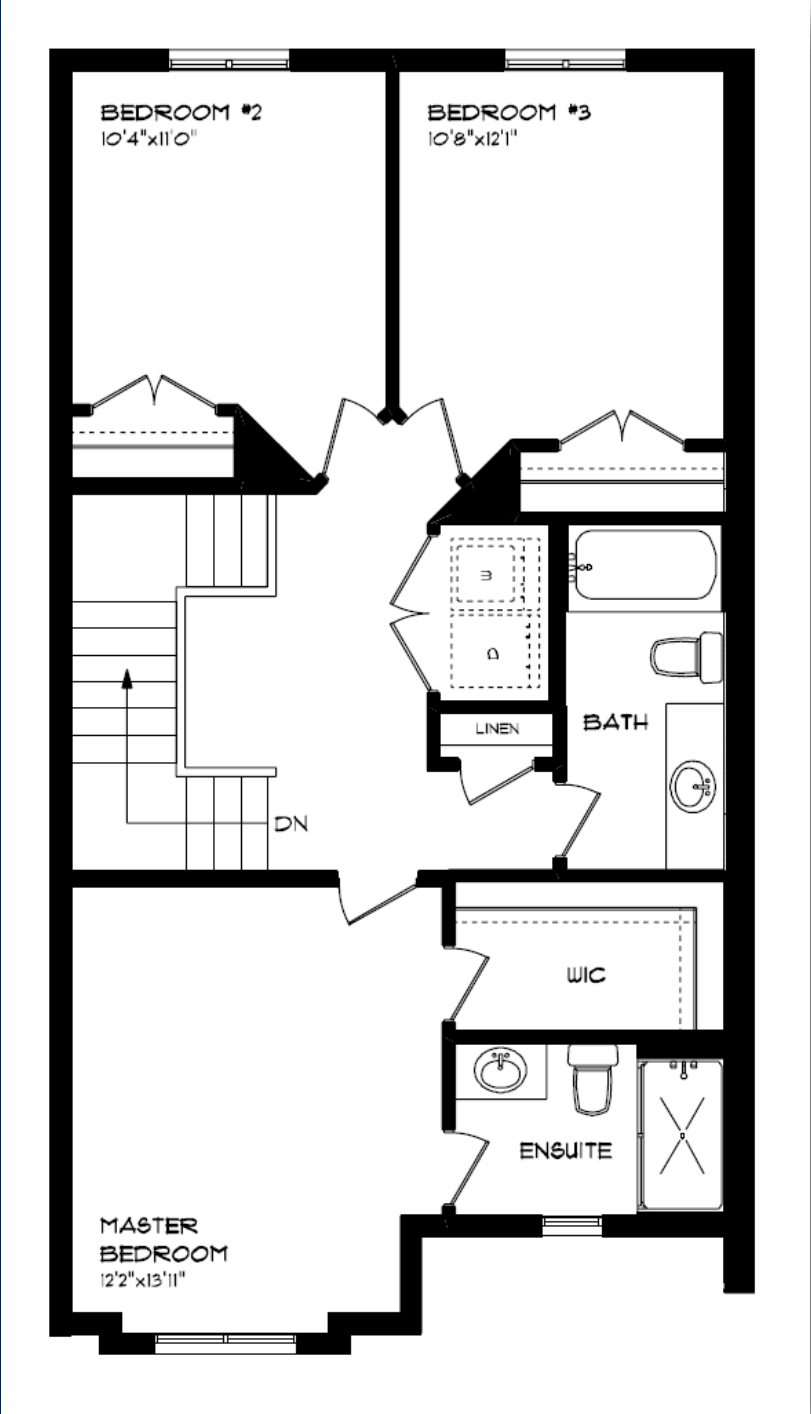 BEDROOM #2
10'4"x11'0"
BEDROOM #3
10'8"x12'1"
W
D
LINEN
BATH
DN
WIC
ENSUITE
MASTER
BEDROOM
12'2"x13'11"